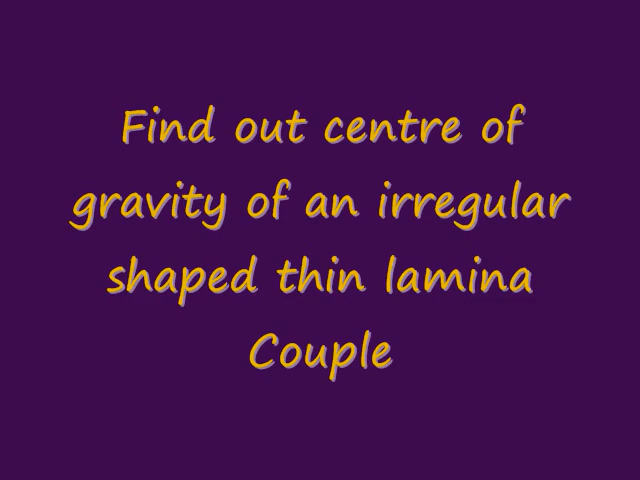 Find out centre of
gravity of an irregular
shaped thin lamina
Couple